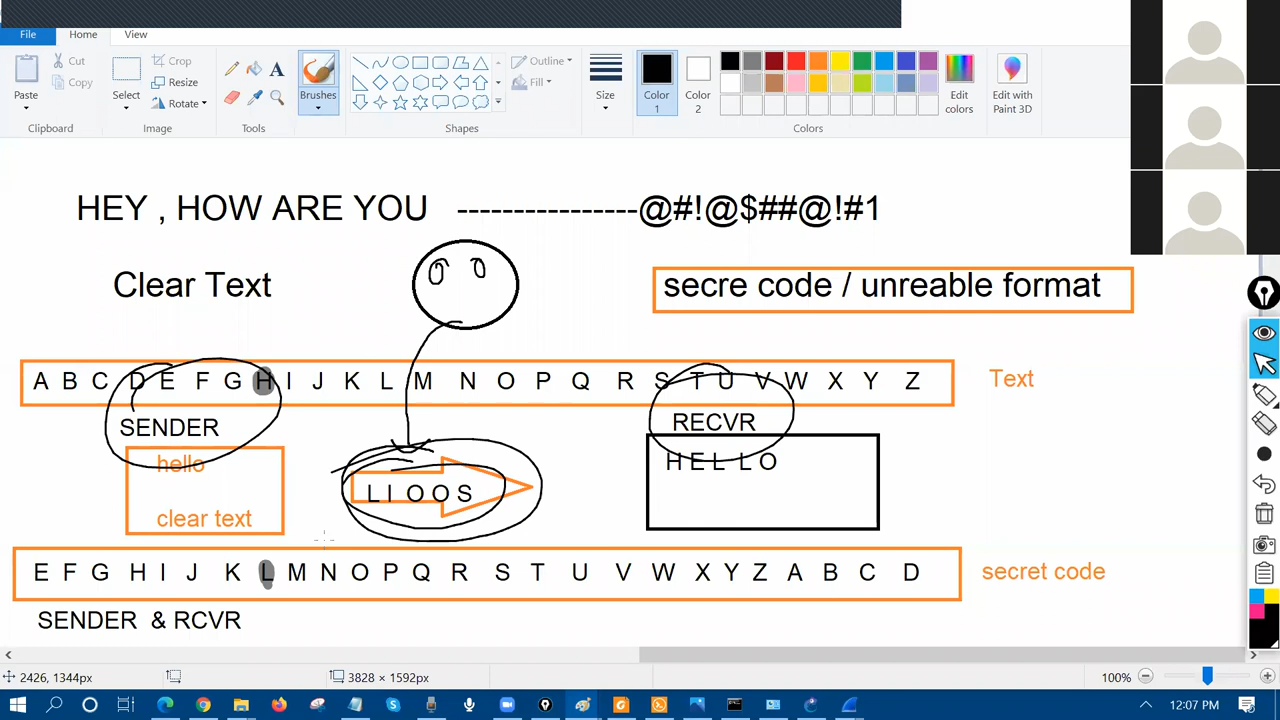 File Home View
Cut Copy Paste Clipboard
Crop Resize Rotate Select Image
A Tools
Brushes
Outline Fill Shapes
Size
Color 1 Color 2 Edit colors Colors
Edit with Paint 3D
HEY , HOW ARE YOU ----------------@#!@$##@!#1
Clear Text secre code / unreable format
A B C D E F G H I J K L M N O P Q R S T U V W X Y Z Text
SENDER RECVR
hello H E L L O
L I O O S
clear text
E F G H I J K L M N O P Q R S T U V W X Y Z A B C D secret code
SENDER & RCVR
2426, 1344px 3828 × 1592px 100%
12:07 PM